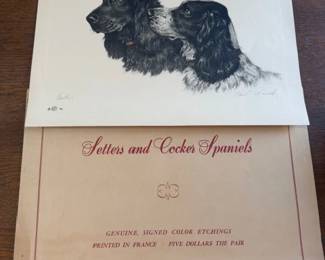 Setters and Cocker Spaniels
GENUINE, SIGNED COLOR ETCHINGS
PRINTED IN FRANCE · FIVE DOLLARS THE PAIR